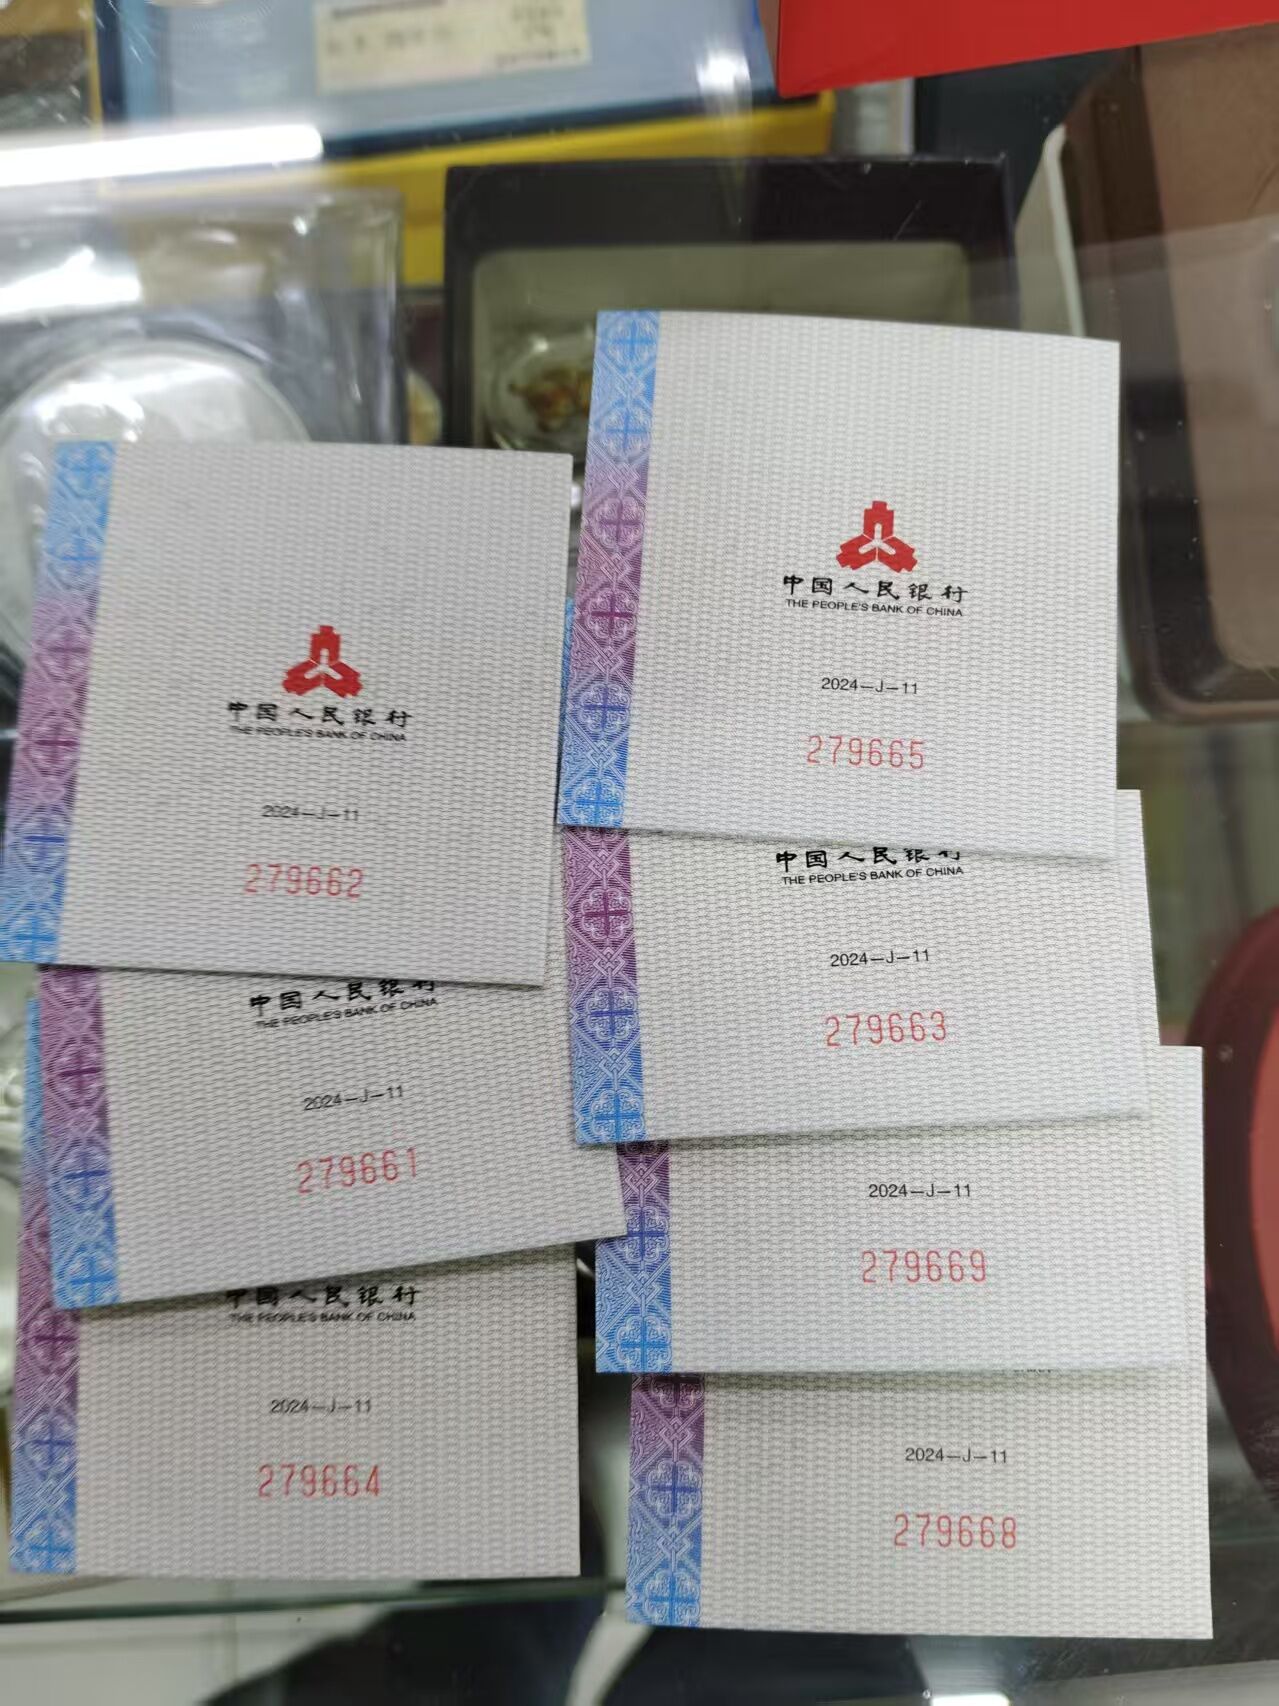 中国人民银行
THE PEOPLE'S BANK OF CHINA
2024-J-11
279662
中国人民银行
THE PEOPLE'S BANK OF CHINA
2024-J-11
279661
中国人民银行
THE PEOPLE'S BANK OF CHINA
2024-J-11
279664
中国人民银行
THE PEOPLE'S BANK OF CHINA
2024-J-11
279665
中国人民银行
THE PEOPLE'S BANK OF CHINA
2024-J-11
279663
2024-J-11
279669
2024-J-11
279668